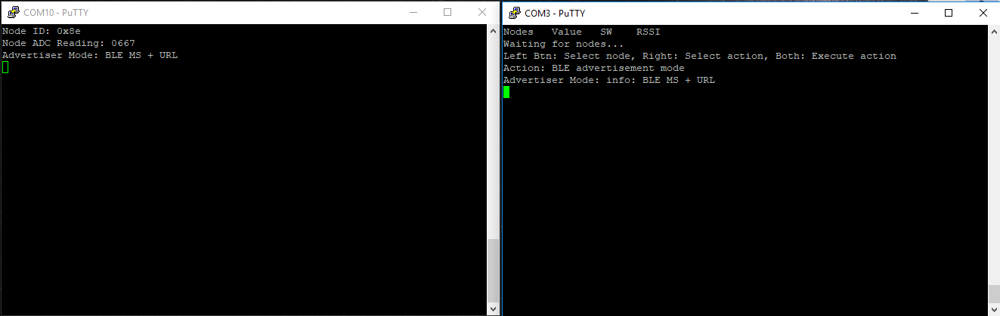 COM10 - PuTTY
Node ID: 0x8e
Node ADC Reading: 0667
Advertiser Mode: BLE MS + URL
COM3 - PuTTY
Nodes   Value   SW    RSSI
Waiting for nodes...
Left Btn: Select node, Right: Select action, Both: Execute action
Action: BLE advertisement mode
Advertiser Mode: info: BLE MS + URL